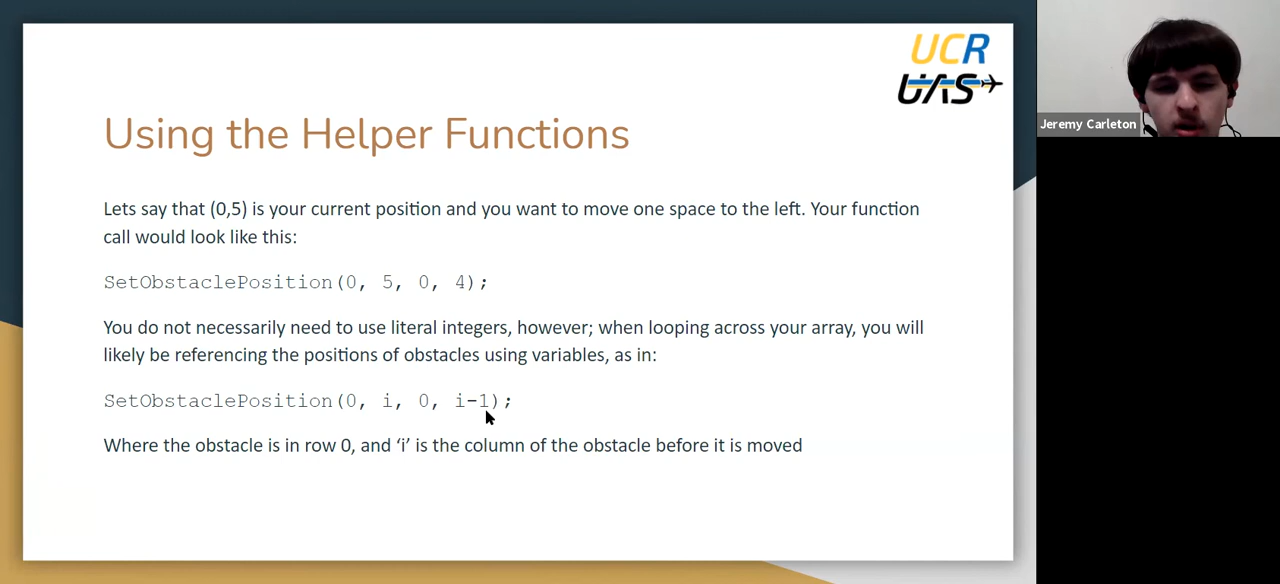 UCR
UAS
Using the Helper Functions
Lets say that (0,5) is your current position and you want to move one space to the left. Your function
call would look like this:
SetObstaclePosition(0, 5, 0, 4);
You do not necessarily need to use literal integers, however; when looping across your array, you will
likely be referencing the positions of obstacles using variables, as in:
SetObstaclePosition(0, i, 0, i-1);
Where the obstacle is in row 0, and ‘i’ is the column of the obstacle before it is moved
Jeremy Carleton